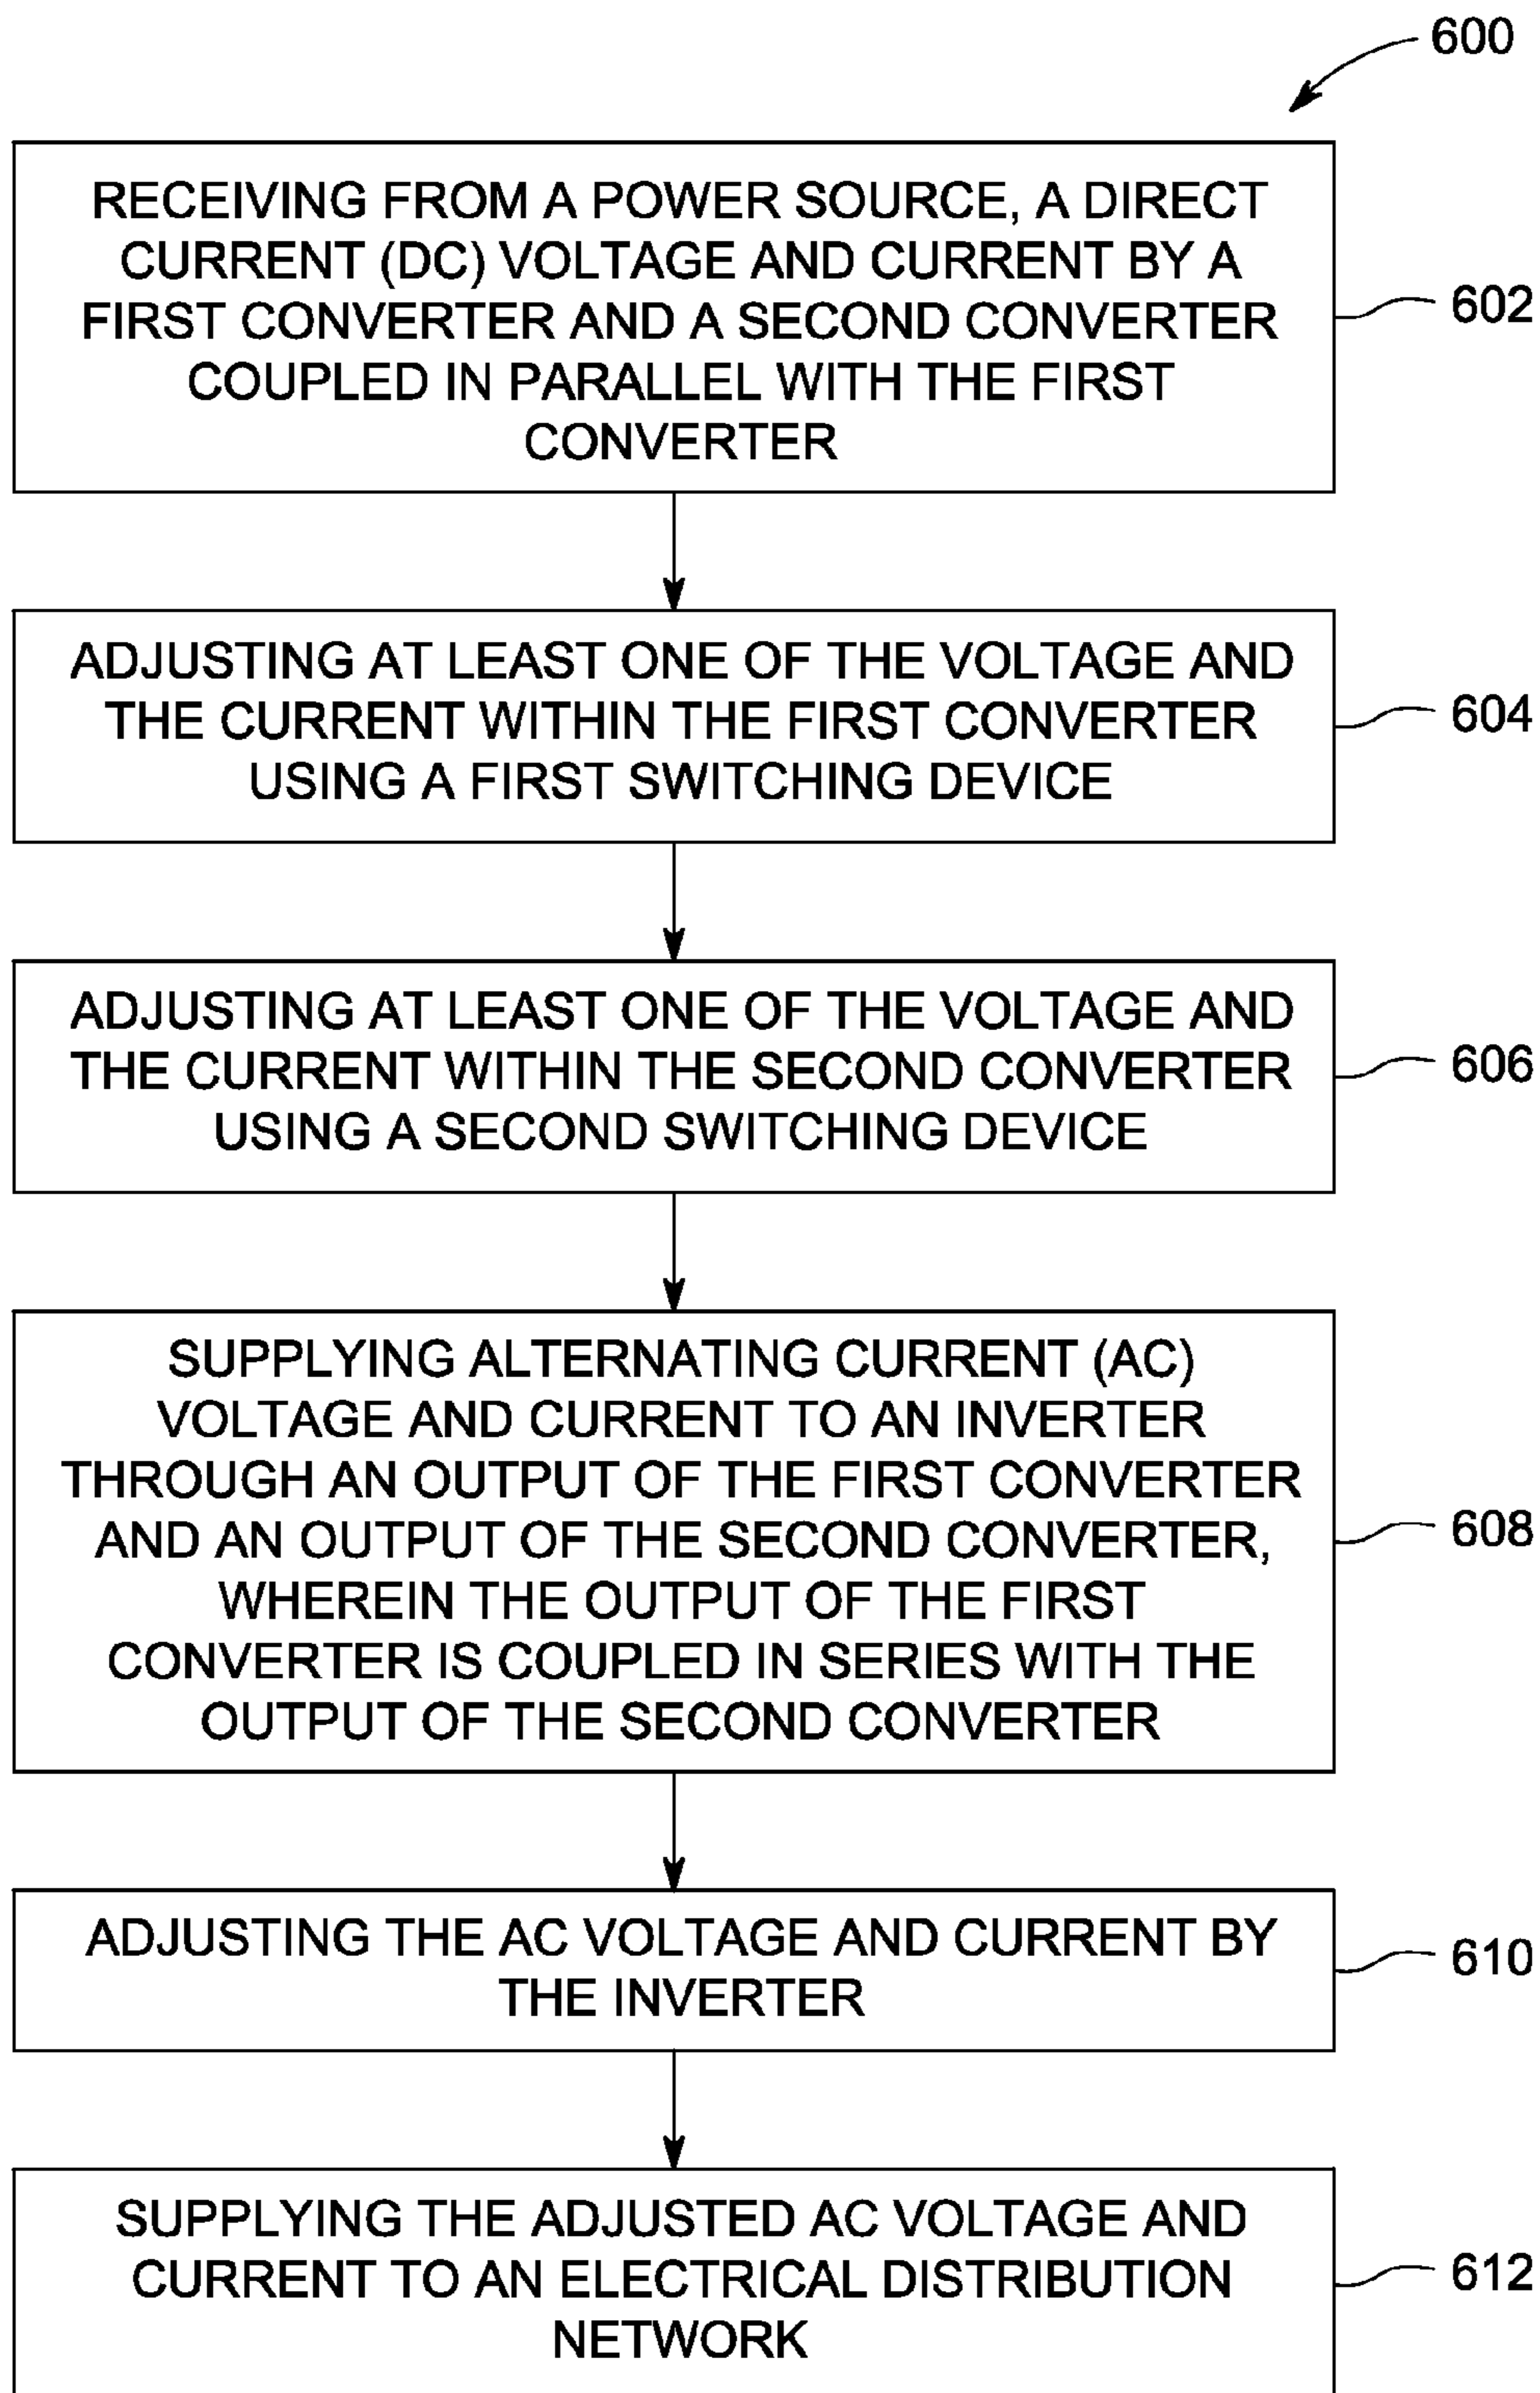 600
RECEIVING FROM A POWER SOURCE, A DIRECT
CURRENT (DC) VOLTAGE AND CURRENT BY A
FIRST CONVERTER AND A SECOND CONVERTER
COUPLED IN PARALLEL WITH THE FIRST
CONVERTER
602
ADJUSTING AT LEAST ONE OF THE VOLTAGE AND
THE CURRENT WITHIN THE FIRST CONVERTER
USING A FIRST SWITCHING DEVICE
604
ADJUSTING AT LEAST ONE OF THE VOLTAGE AND
THE CURRENT WITHIN THE SECOND CONVERTER
USING A SECOND SWITCHING DEVICE
606
SUPPLYING ALTERNATING CURRENT (AC)
VOLTAGE AND CURRENT TO AN INVERTER
THROUGH AN OUTPUT OF THE FIRST CONVERTER
AND AN OUTPUT OF THE SECOND CONVERTER,
WHEREIN THE OUTPUT OF THE FIRST
CONVERTER IS COUPLED IN SERIES WITH THE
OUTPUT OF THE SECOND CONVERTER
608
ADJUSTING THE AC VOLTAGE AND CURRENT BY
THE INVERTER
610
SUPPLYING THE ADJUSTED AC VOLTAGE AND
CURRENT TO AN ELECTRICAL DISTRIBUTION
NETWORK
612